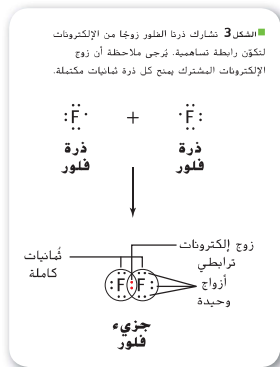 الشكل 3 تشارك ذرتا الفلور زوجًا من الإلكترونات
لتكوّن رابطة تساهمية. يُرجى ملاحظة أن زوج
الإلكترونات المشترك يمنح كل ذرة ثمانيات مكتملة.
:F· + ·F:
ذرة ذرة
فلور فلور
زوج إلكترونات
ترابطي
ثُمانيات
كاملة
:F:F:
أزواج
وحيدة
جزيء
فلور